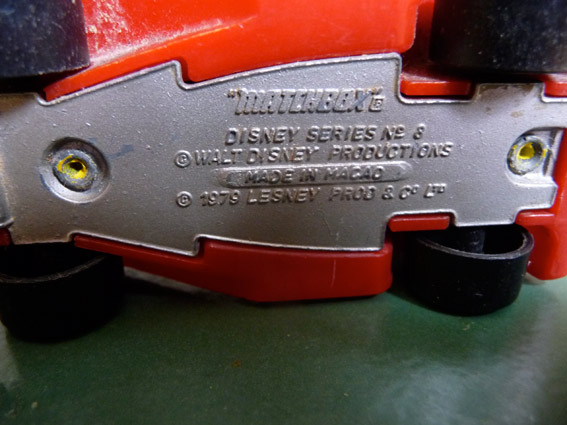 "MATCHBOX"®
DISNEY SERIES Nº 8
© WALT DISNEY PRODUCTIONS
MADE IN MACAO
© 1979 LESNEY PROD & Cº LTD